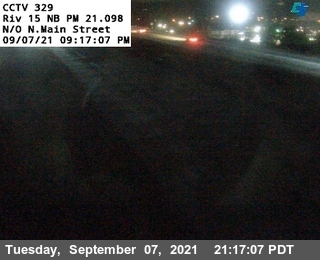 CCTV 329
Riv 15 NB PM 21.098
N/O N.Main Street
09/07/21 09:17:07 PM
Tuesday, September 07, 2021 21:17:07 PDT